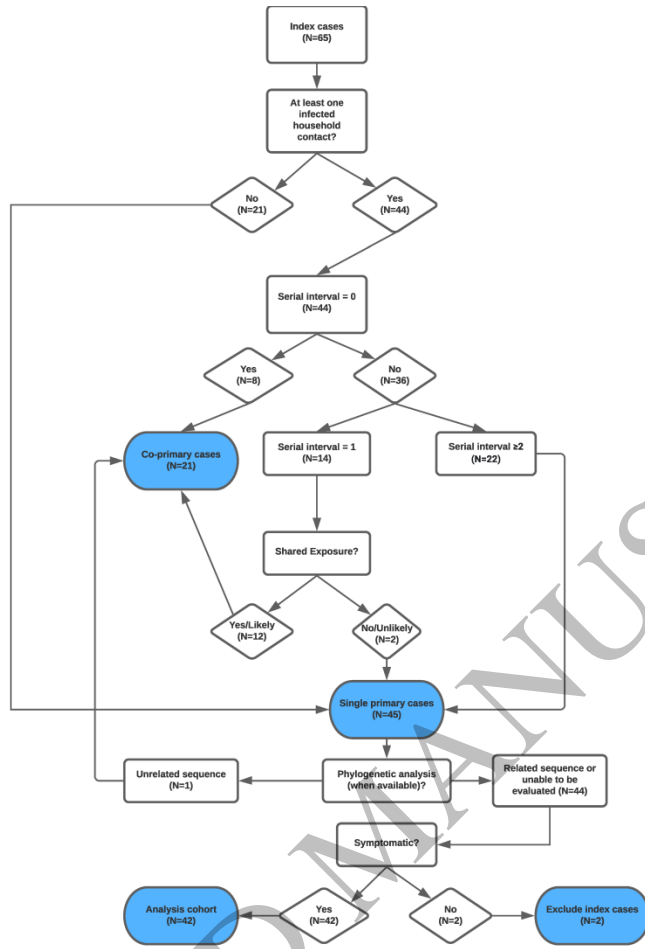 Index cases
(N=65)
At least one
infected
household
contact?
No
(N=21)
Yes
(N=44)
Serial interval = 0
(N=44)
Yes
(N=8)
No
(N=36)
Co-primary cases
(N=21)
Serial interval = 1
(N=14)
Serial interval ≥2
(N=22)
Shared Exposure?
Yes/Likely
(N=12)
No/Unlikely
(N=2)
Single primary cases
(N=45)
Unrelated sequence
(N=1)
Phylogenetic analysis
(when available)?
Related sequence or
unable to be
evaluated (N=44)
Symptomatic?
Analysis cohort
(N=42)
Yes
(N=42)
No
(N=2)
Exclude index cases
(N=2)
D MANUS